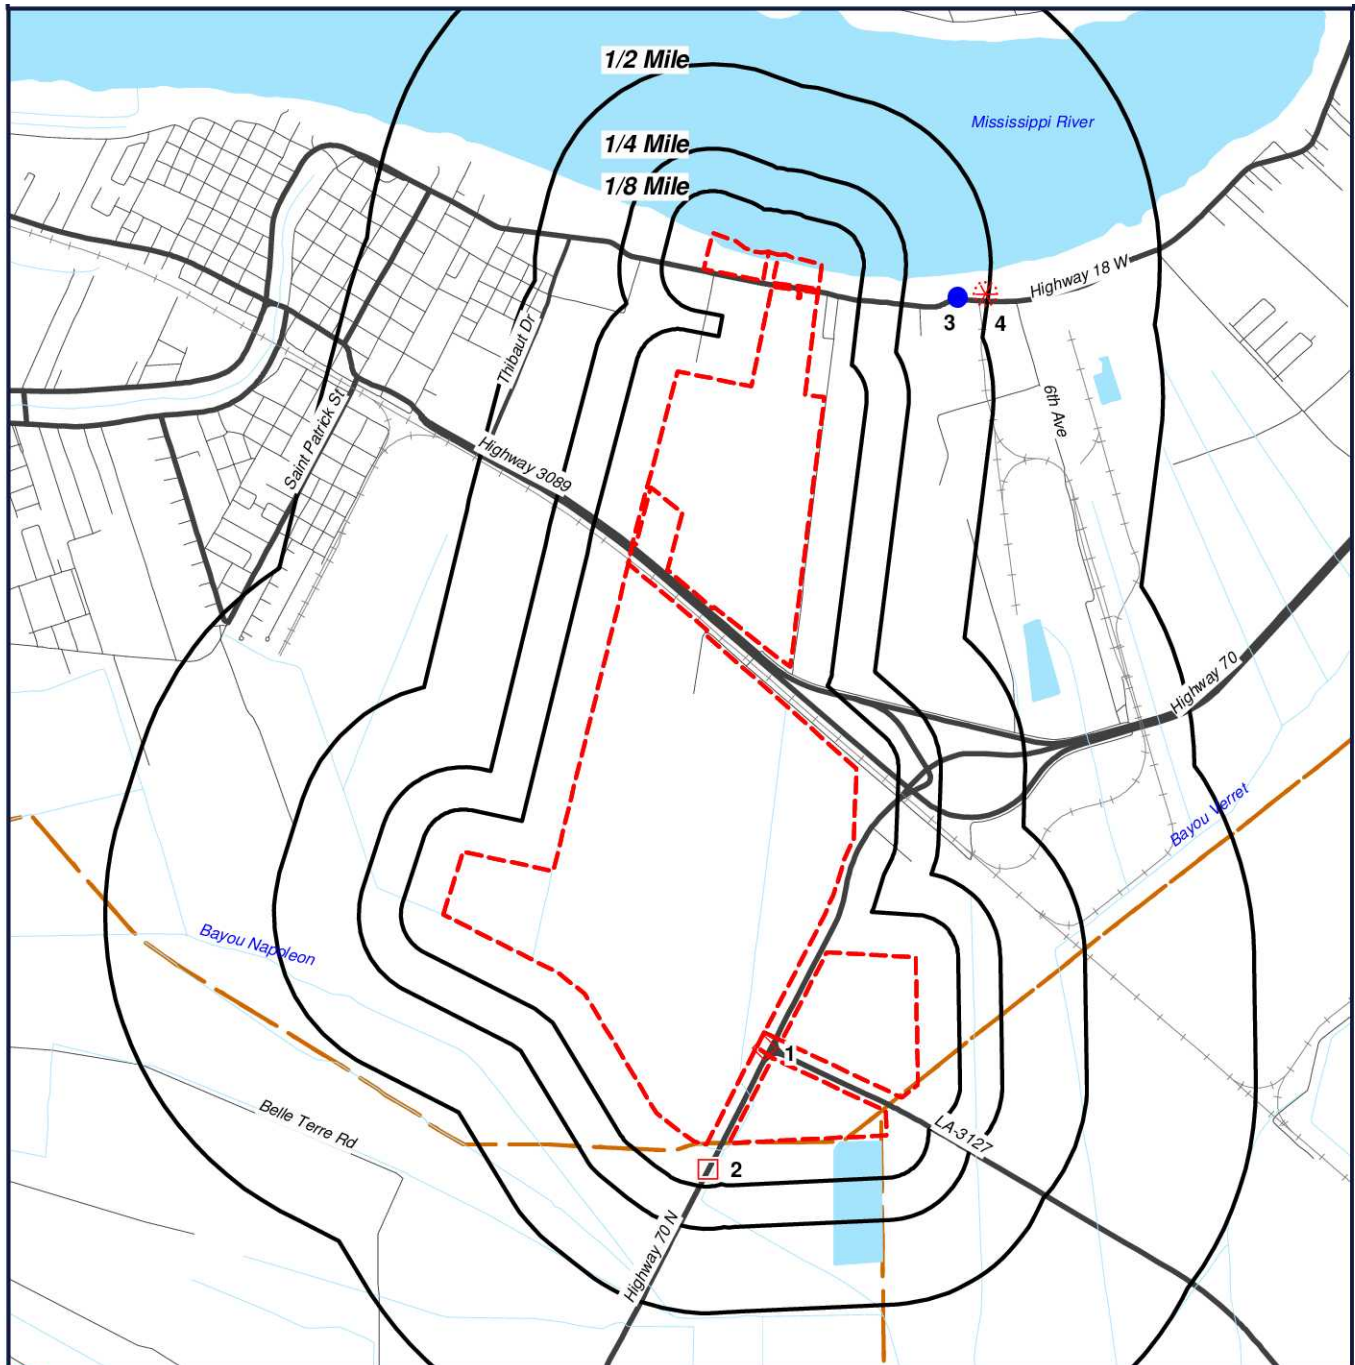 1/2 Mile
Mississippi River
1/4 Mile
1/8 Mile
Highway 18 W
3
4
Thibaut Dr
6th Ave
Saint Patrick St
Highway 3089
Highway 70
Bayou Verret
Bayou Napoleon
1
Belle Terre Rd
LA-3127
2
Highway 70 N